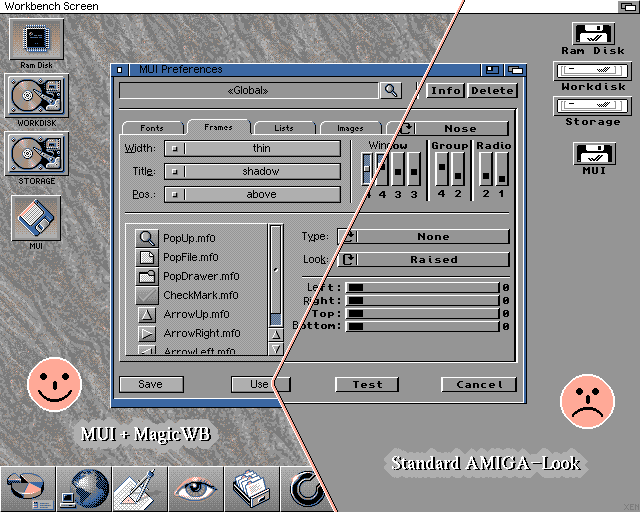 Workbench Screen
Ram Disk
WORKDISK
STORAGE
MUI
Ram Disk
Workdisk
Storage
MUI
MUI Preferences
«Global»
Info Delete
Fonts Frames Lists Images Nose
Width: thin
Title: shadow
Pos.: above
Window Group Radio
4 4 3 3 4 2 2 1
PopUp.mf0
PopFile.mf0
PopDrawer.mf0
CheckMark.mf0
ArrowUp.mf0
ArrowRight.mf0
ArrowLeft.mf0
Type: None
Look: Raised
Left: 0
Right: 0
Top: 0
Bottom: 0
Save Use Test Cancel
MUI + MagicWB
Standard AMIGA-Look
XEN